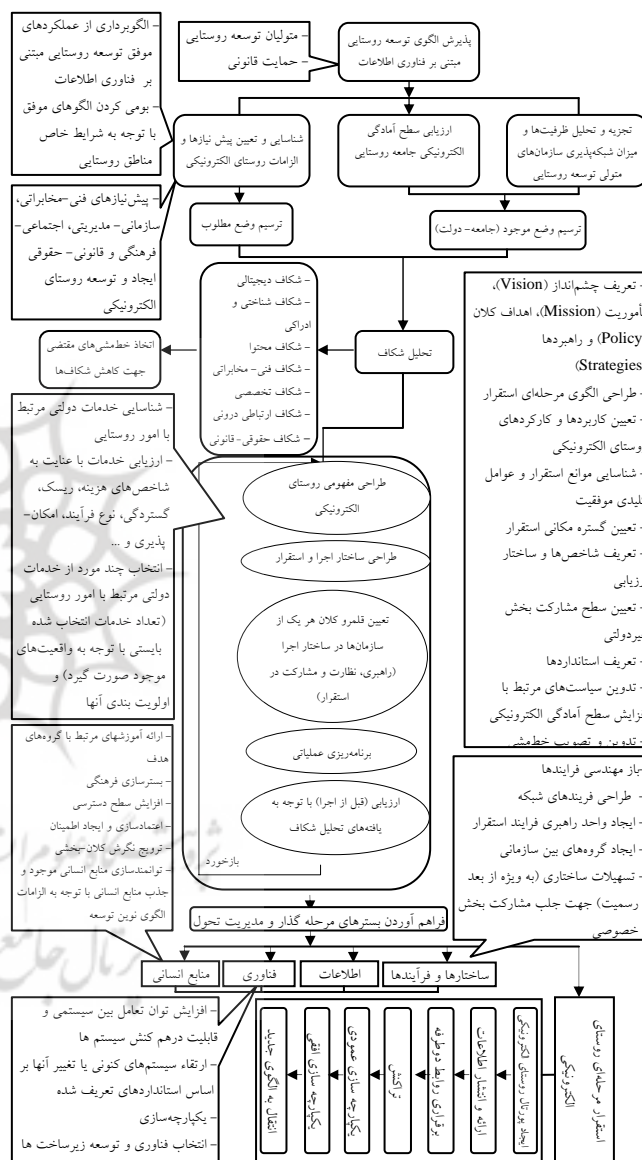 پذیرش الگوی توسعه روستایی
مبتنی بر فناوری اطلاعات
– متولیان توسعه روستایی
– حمایت قانونی
– الگوبرداری از عملکردهای
موفق توسعه روستایی مبتنی
بر فناوری اطلاعات
– بومی کردن الگوهای موفق
با توجه به شرایط خاص
مناطق روستایی
تجزیه و تحلیل ظرفیت‌ها و
میزان شبکه‌پذیری سازمان‌های
متولی توسعه روستایی
ارزیابی سطح آمادگی
الکترونیکی جامعه روستایی
شناسایی و تعیین پیش نیازها و
الزامات روستای الکترونیکی
– پیش‌نیازهای فنی–مخابراتی،
سازمانی– مدیریتی، اجتماعی–
فرهنگی و قانونی– حقوقی
ایجاد و توسعه روستای
الکترونیکی
ترسیم وضع موجود (جامعه– دولت)
ترسیم وضع مطلوب
تحلیل شکاف
– شکاف دیجیتالی
– شکاف شناختی و
ادراکی
– شکاف محتوا
– شکاف فنی– مخابراتی
– شکاف تخصصی
– شکاف ارتباطی درونی
– شکاف حقوقی– قانونی
اتخاذ خط‌مشی‌های مقتضی
جهت کاهش شکاف‌ها
- تعریف چشم‌انداز (Vision)،
أموریت (Mission)، اهداف کلان
Policy) و راهبردها
Strategies)
- طراحی الگوی مرحله‌ای استقرار
- تعیین کاربردها و کارکردهای
وستای الکترونیکی
- شناسایی موانع استقرار و عوامل
لیدی موفقیت
- تعیین گستره مکانی استقرار
- تعریف شاخص‌ها و ساختار
رزیابی
- تعیین سطح مشارکت بخش
یردولتی
- تعریف استانداردها
- تدوین سیاست‌های مرتبط با
زایش سطح آمادگی الکترونیکی
- تدوین و تصویب خط‌مشی
طراحی مفهومی روستای
الکترونیکی
طراحی ساختار اجرا و استقرار
تعیین قلمرو کلان هر یک از
سازمان‌ها در ساختار اجرا
(راهبری، نظارت و مشارکت در
استقرار)
برنامه‌ریزی عملیاتی
ارزیابی (قبل از اجرا) با توجه به
یافته‌های تحلیل شکاف
بازخورد
– شناسایی خدمات دولتی مرتبط
با امور روستایی
– ارزیابی خدمات با عنایت به
شاخص‌های هزینه، ریسک،
گستردگی، نوع فرآیند، امکان–
پذیری و ...
– انتخاب چند مورد از خدمات
دولتی مرتبط با امور روستایی
(تعداد خدمات انتخاب شده
بایستی با توجه به واقعیت‌های
موجود صورت گیرد) و
اولویت بندی آنها
– ارائه آموزشهای مرتبط با گروه‌های
هدف
– بسترسازی فرهنگی
– افزایش سطح دسترسی
– اعتمادسازی و ایجاد اطمینان
– ترویج نگرش کلان–بخشی
– توانمندسازی منابع انسانی موجود و
جذب منابع انسانی با توجه به الزامات
الگوی نوین توسعه
-باز مهندسی فرایندها
- طراحی فریندهای شبکه
- ایجاد واحد راهبری فرایند استقرار
- ایجاد گروه‌های بین سازمانی
- تسهیلات ساختاری (به ویژه از بعد
رسمیت) جهت جلب مشارکت بخش
خصوصی
فراهم آوردن بسترهای مرحله گذار و مدیریت تحول
ساختارها و فرآیندها
اطلاعات
فناوری
منابع انسانی
استقرار مرحله‌ای روستای
الکترونیکی
ایجاد پورتال روستای الکترونیکی
ارائه و انتشار اطلاعات
برقراری روابط دوطرفه
تراکنش
یکپارچه سازی عمودی
یکپارچه سازی افقی
انتقال به الگوی جدید
– افزایش توان تعامل بین سیستمی و
قابلیت درهم کنش سیستم ها
– ارتقاء سیستم‌های کنونی یا تغییر آنها بر
اساس استانداردهای تعریف شده
– یکپارچه‌سازی
– انتخاب فناوری و توسعه زیرساخت ها